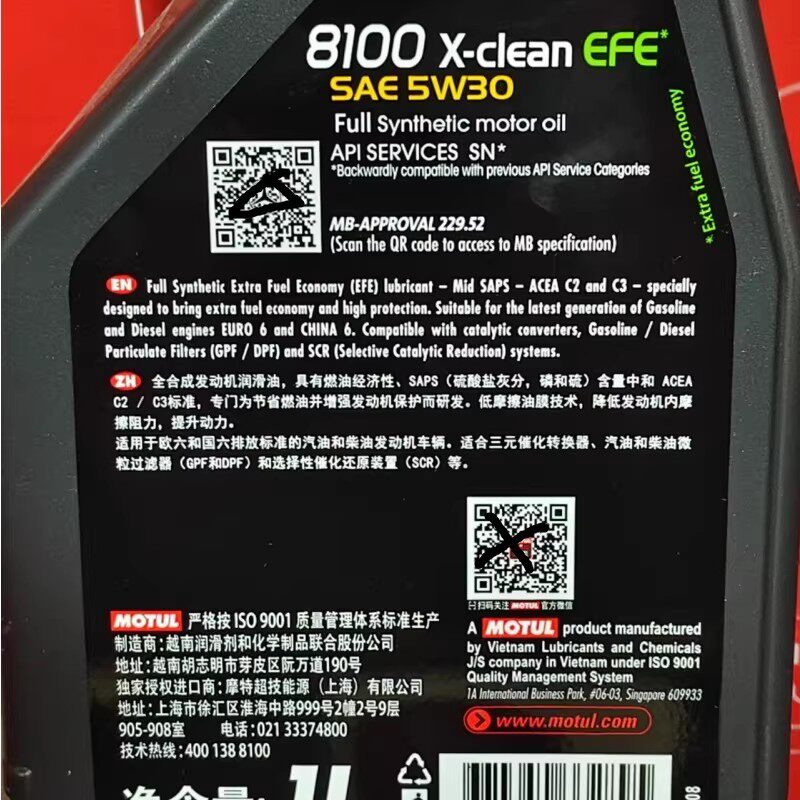 8100 X-clean EFE*
SAE 5W30
Full Synthetic motor oil
API SERVICES SN*
*Backwardly compatible with previous API Service Categories
* Extra fuel economy
MB-APPROVAL 229.52
(Scan the QR code to access to MB specification)
EN Full Synthetic Extra Fuel Economy (EFE) lubricant – Mid SAPS – ACEA C2 and C3 – specially
designed to bring extra fuel economy and high protection. Suitable for the latest generation of Gasoline
and Diesel engines EURO 6 and CHINA 6. Compatible with catalytic converters, Gasoline / Diesel
Particulate Filters (GPF / DPF) and SCR (Selective Catalytic Reduction) systems.
ZH 全合成发动机润滑油，具有燃油经济性、SAPS（硫酸盐灰分，磷和硫）含量中和 ACEA
C2 / C3标准，专门为节省燃油并增强发动机保护而研发。低摩擦油膜技术，降低发动机内摩
擦阻力，提升动力。
适用于欧六和国六排放标准的汽油和柴油发动机车辆。适合三元催化转换器、汽油和柴油微
粒过滤器（GPF和DPF）和选择性催化还原装置（SCR）等。
扫码关注 MOTUL 官方微信
MOTUL 严格按 ISO 9001 质量管理体系标准生产
制造商：越南润滑剂和化学制品联合股份公司
地址：越南胡志明市芽皮区阮万道190号
独家授权进口商：摩特超技能源（上海）有限公司
地址：上海市徐汇区淮海中路999号2幢2号9层
905-908室 电话：021 33374800
技术热线：400 138 8100
A MOTUL product manufactured
by Vietnam Lubricants and Chemicals
J/S company in Vietnam under ISO 9001
Quality Management System
1A International Business Park, #06-03, Singapore 609933
www.motul.com
净含量: 1L
08